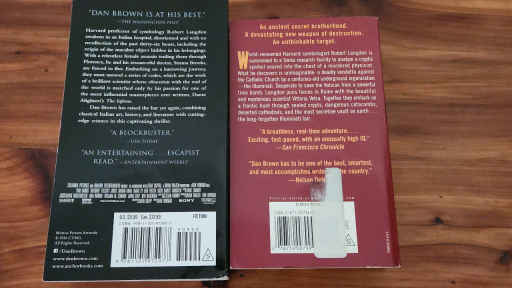 "DAN BROWN IS AT HIS BEST."
—THE WASHINGTON POST
Harvard professor of symbology Robert Langdon
awakens in an Italian hospital, disoriented and with no
recollection of the past thirty-six hours, including the
origin of the macabre object hidden in his belongings.
With a relentless female assassin trailing them through
Florence, he and his resourceful doctor, Sienna Brooks,
are forced to flee. Embarking on a harrowing journey,
they must unravel a series of codes, which are the work
of a brilliant scientist whose obsession with the end of
the world is matched only by his passion for one of
the most influential masterpieces ever written, Dante
Alighieri's The Inferno.
Dan Brown has raised the bar yet again, combining
classical Italian art, history, and literature with cutting-
edge science in this captivating thriller.
"A BLOCKBUSTER."
—USA TODAY
"AN ENTERTAINING . . . ESCAPIST
READ." —ENTERTAINMENT WEEKLY
SONY
FICTION
Motion Picture Artwork
/DanBrown
www.danbrown.com
www.anchorbooks.com
An ancient secret brotherhood.
A devastating new weapon of destruction.
An unthinkable target.
World-renowned Harvard symbologist Robert Langdon is
summoned to a Swiss research facility to analyze a cryptic
symbol seared into the chest of a murdered physicist.
What he discovers is unimaginable: a deadly vendetta against
the Catholic Church by a centuries-old underground organization
—the Illuminati. Desperate to save the Vatican from a powerful
time bomb, Langdon joins forces in Rome with the beautiful
and mysterious scientist Vittoria Vetra. Together they embark on
a frantic hunt through sealed crypts, dangerous catacombs,
deserted cathedrals, and the most secretive vault on earth . . .
the long-forgotten Illuminati lair.
"A breathless, real-time adventure. . . .
Exciting, fast-paced, with an unusually high IQ."
—San Francisco Chronicle
"Dan Brown has to be one of the best, smartest,
and most accomplished
the country."
—Nelson